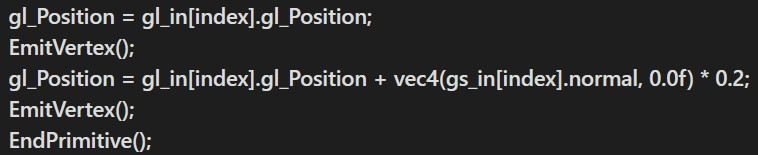 gl_Position = gl_in[index].gl_Position;
EmitVertex();
gl_Position = gl_in[index].gl_Position + vec4(gs_in[index].normal, 0.0f) * 0.2;
EmitVertex();
EndPrimitive();